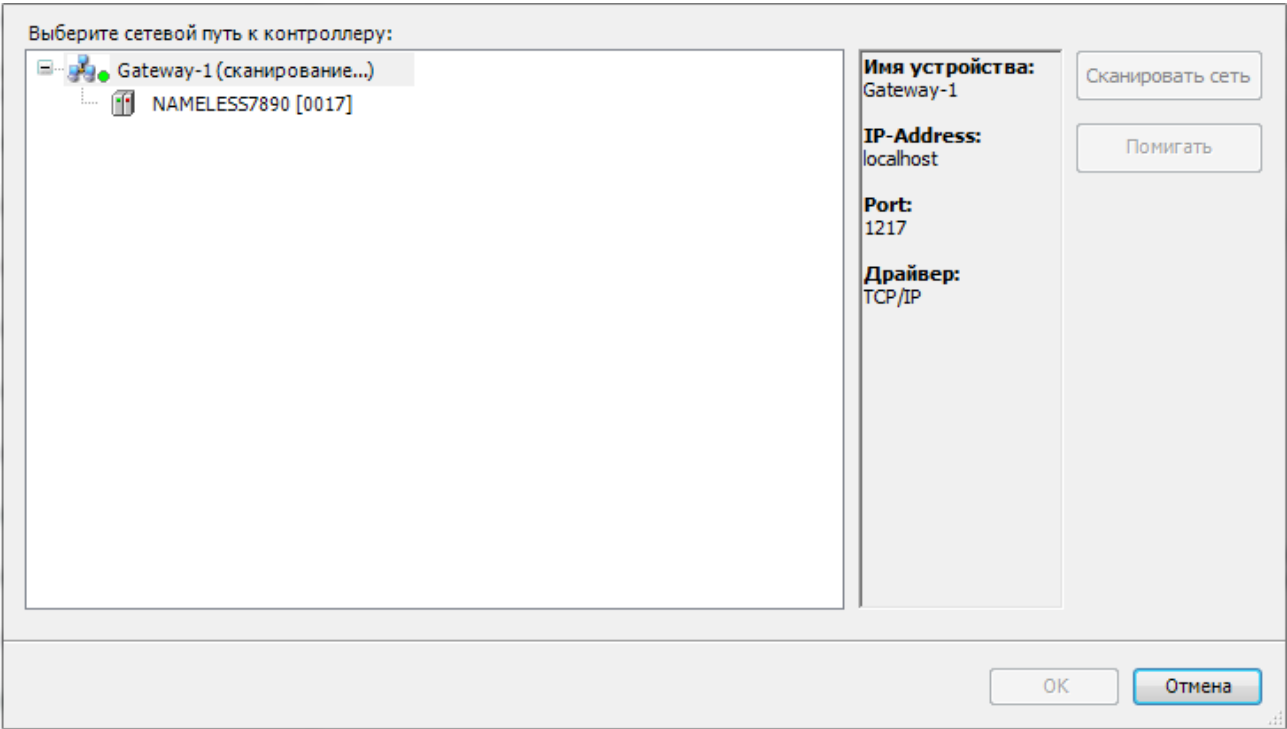 Выберите сетевой путь к контроллеру:
Gateway-1 (сканирование...)
NAMELESS7890 [0017]
Имя устройства:
Gateway-1
IP-Address:
localhost
Port:
1217
Драйвер:
TCP/IP
Сканировать сеть
Помигать
OK
Отмена